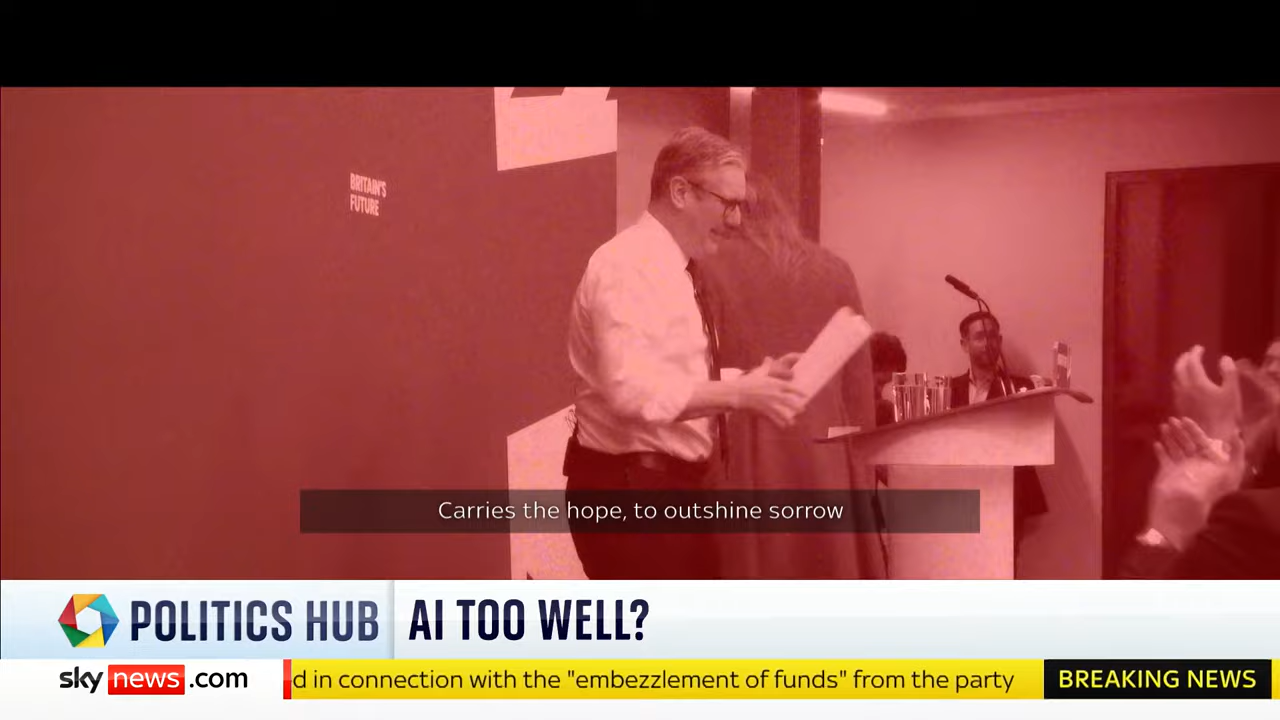 BRITAIN'S
FUTURE
Carries the hope, to outshine sorrow
POLITICS HUB
AI TOO WELL?
sky news.com
d in connection with the "embezzlement of funds" from the party
BREAKING NEWS